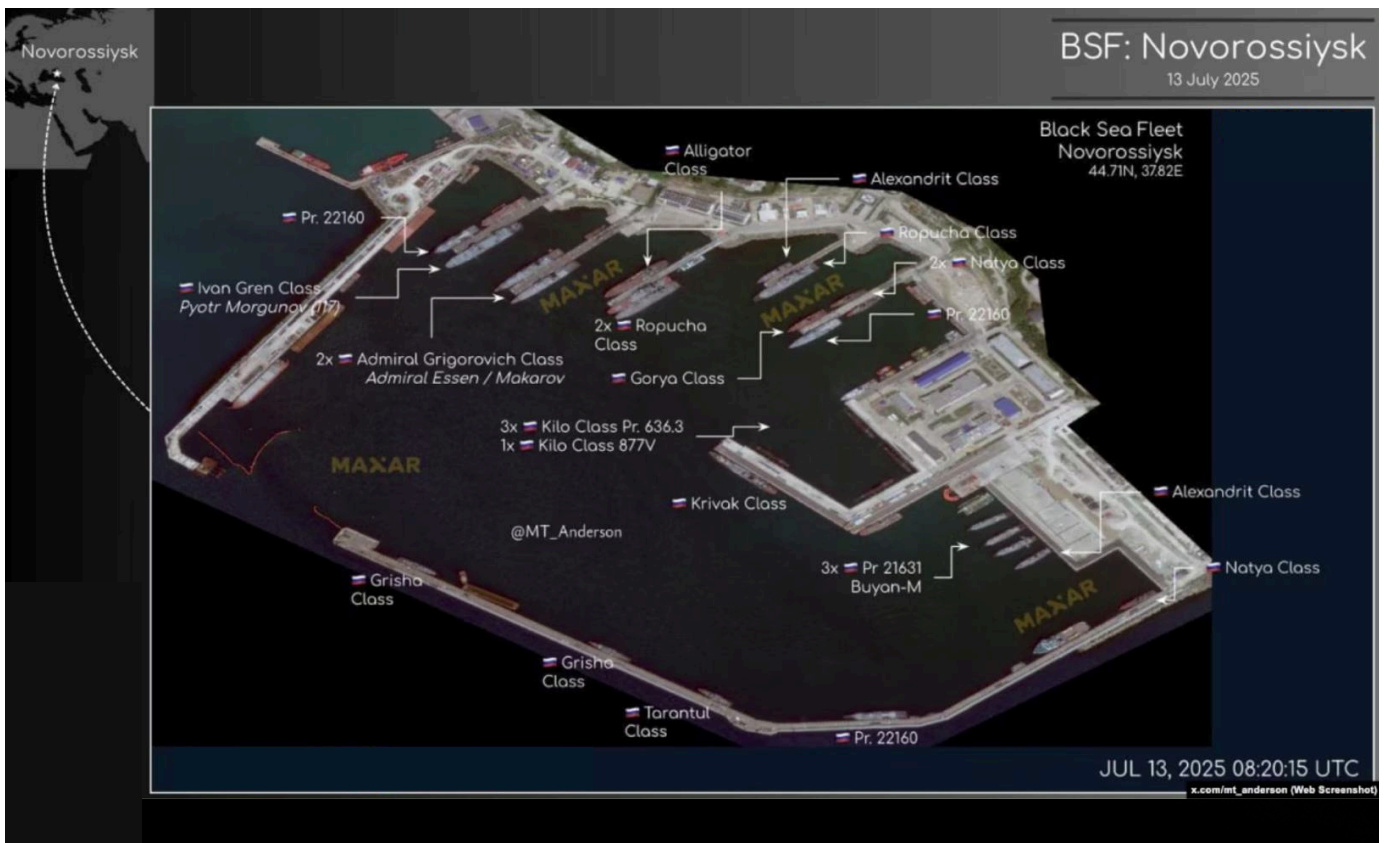 Novorossiysk
BSF: Novorossiysk
13 July 2025
Black Sea Fleet
Novorossiysk
44.71N, 37.82E
Alligator
Class
Alexandrit Class
Pr. 22160
Ropucha Class
2x Natya Class
Ivan Gren Class
Pyotr Morgunov (117)
MAXAR
MAXAR
Pr. 22160
2x Ropucha
Class
2x Admiral Grigorovich Class
Admiral Essen / Makarov
Gorya Class
3x Kilo Class Pr. 636.3
1x Kilo Class 877V
MAXAR
Krivak Class
Alexandrit Class
@MT_Anderson
3x Pr 21631
Buyan-M
Natya Class
Grisha
Class
MAXAR
Grisha
Class
Tarantul
Class
Pr. 22160
JUL 13, 2025 08:20:15 UTC
x.com/mt_anderson (Web Screenshot)